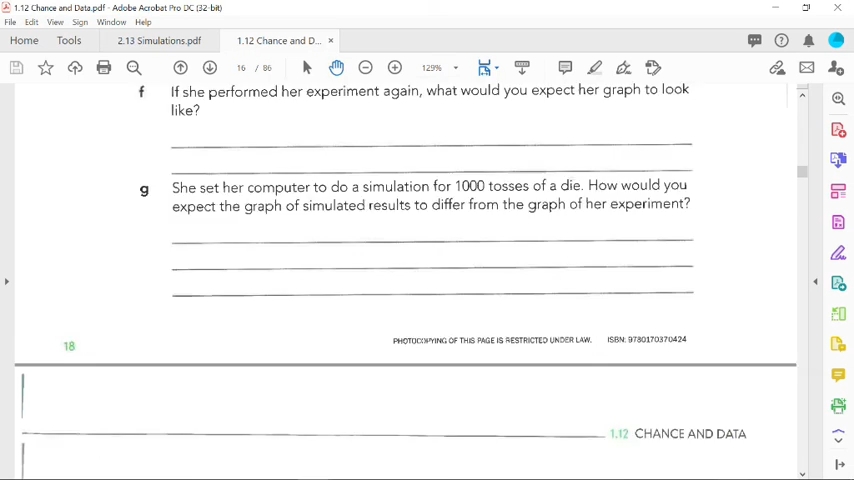 1.12 Chance and Data.pdf - Adobe Acrobat Pro DC (32-bit)
File Edit View Sign Window Help
Home Tools 2.13 Simulations.pdf 1.12 Chance and D... ×
16 / 86 129%
f If she performed her experiment again, what would you expect her graph to look
like?
g She set her computer to do a simulation for 1000 tosses of a die. How would you
expect the graph of simulated results to differ from the graph of her experiment?
18 PHOTOCOPYING OF THIS PAGE IS RESTRICTED UNDER LAW. ISBN: 9780170370424
1.12 CHANCE AND DATA